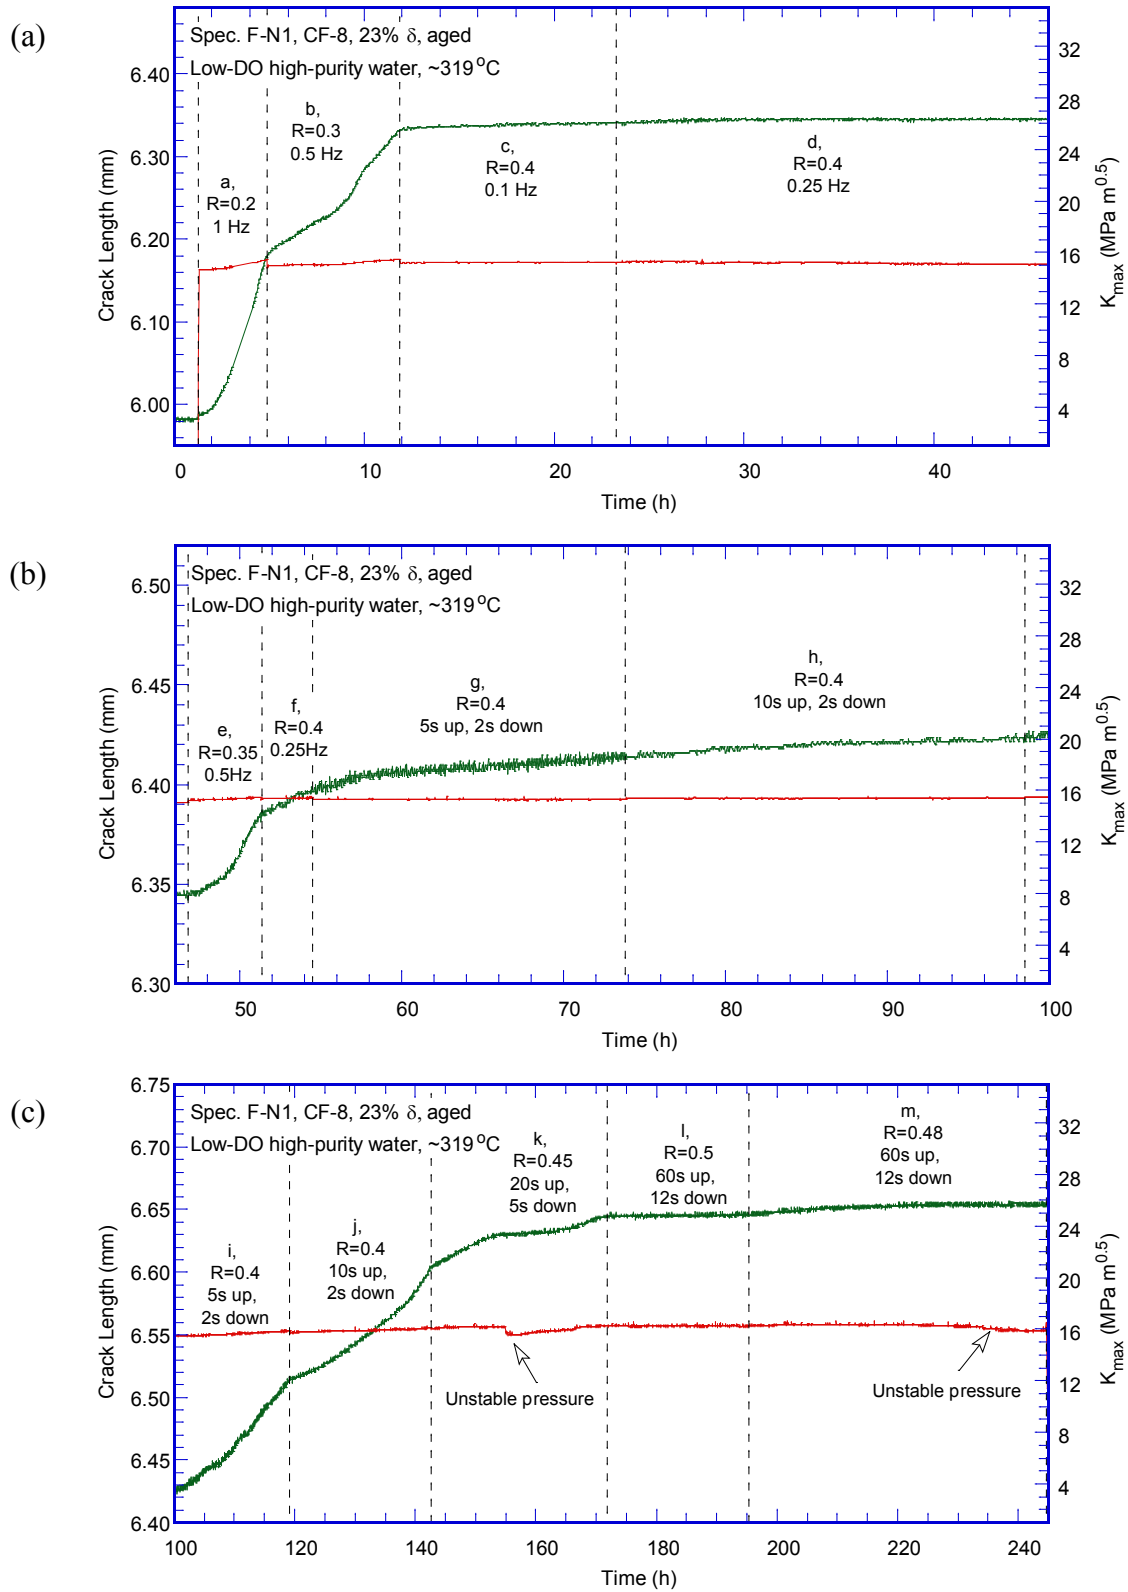 (a)
Spec. F-N1, CF-8, 23% δ, aged
Low-DO high-purity water, ~319°C
a,
R=0.2
1 Hz
b,
R=0.3
0.5 Hz
c,
R=0.4
0.1 Hz
d,
R=0.4
0.25 Hz
Crack Length (mm)
6.40
6.30
6.20
6.10
6.00
K_max (MPa m^0.5)
32
28
24
20
16
12
8
4
0
10
20
30
40
Time (h)
(b)
Spec. F-N1, CF-8, 23% δ, aged
Low-DO high-purity water, ~319°C
e,
R=0.35
0.5Hz
f,
R=0.4
0.25Hz
g,
R=0.4
5s up, 2s down
h,
R=0.4
10s up, 2s down
Crack Length (mm)
6.50
6.45
6.40
6.35
6.30
K_max (MPa m^0.5)
32
28
24
20
16
12
8
4
50
60
70
80
90
100
Time (h)
(c)
Spec. F-N1, CF-8, 23% δ, aged
Low-DO high-purity water, ~319°C
i,
R=0.4
5s up,
2s down
j,
R=0.4
10s up,
2s down
k,
R=0.45
20s up,
5s down
l,
R=0.5
60s up,
12s down
m,
R=0.48
60s up,
12s down
Unstable pressure
Unstable pressure
Crack Length (mm)
6.75
6.70
6.65
6.60
6.55
6.50
6.45
6.40
K_max (MPa m^0.5)
32
28
24
20
16
12
8
4
100
120
140
160
180
200
220
240
Time (h)